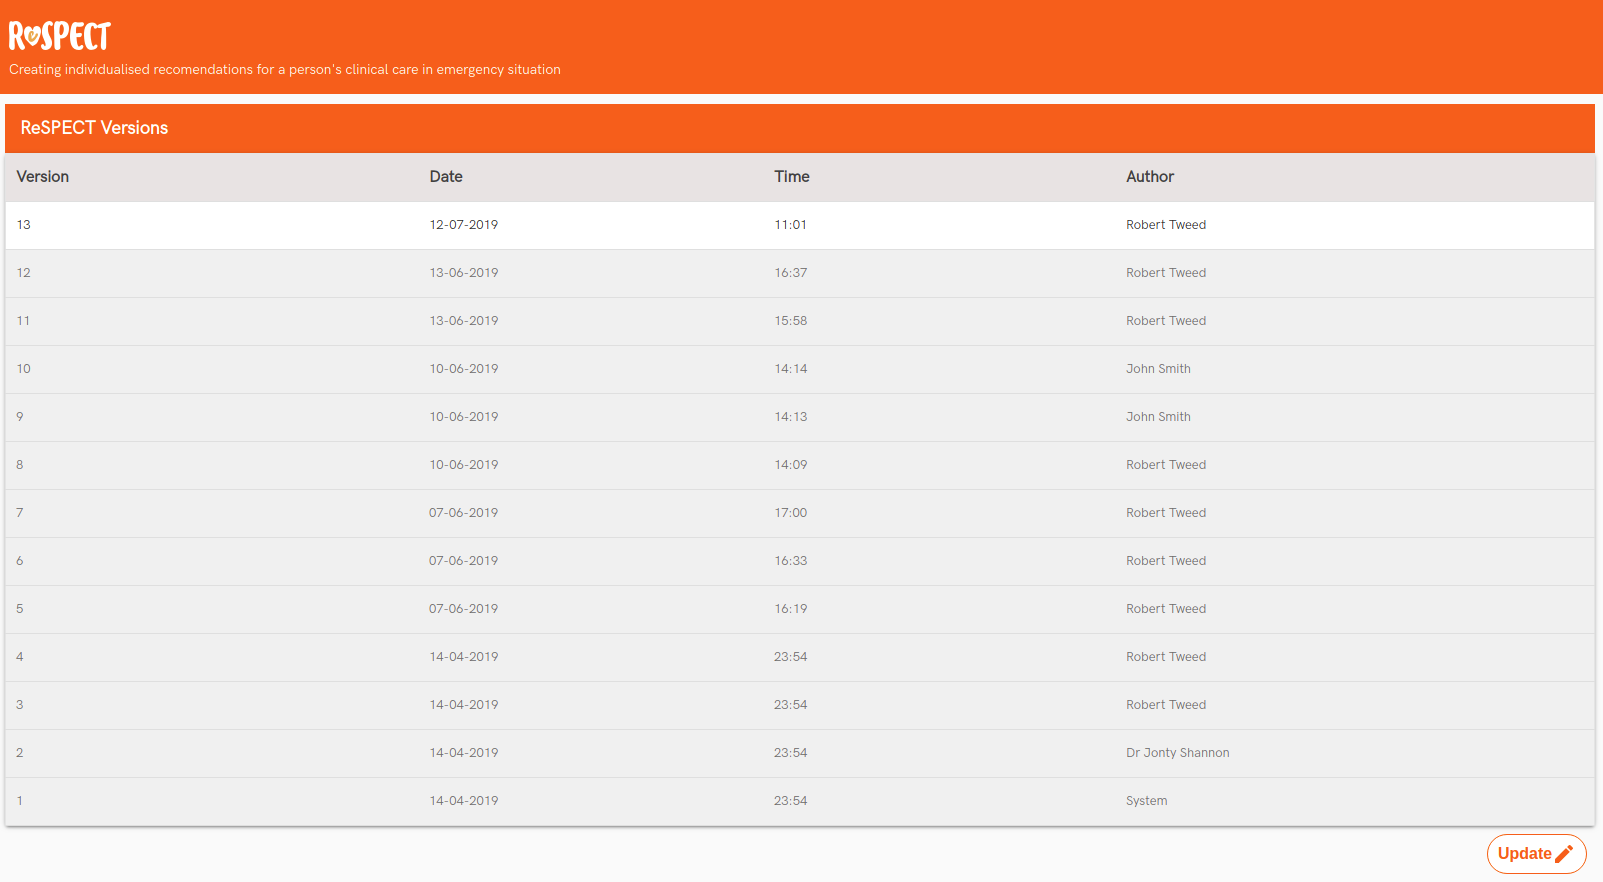 ReSPECT
Creating individualised recomendations for a person's clinical care in emergency situation
ReSPECT Versions
Version Date Time Author
13 12-07-2019 11:01 Robert Tweed
12 13-06-2019 16:37 Robert Tweed
11 13-06-2019 15:58 Robert Tweed
10 10-06-2019 14:14 John Smith
9 10-06-2019 14:13 John Smith
8 10-06-2019 14:09 Robert Tweed
7 07-06-2019 17:00 Robert Tweed
6 07-06-2019 16:33 Robert Tweed
5 07-06-2019 16:19 Robert Tweed
4 14-04-2019 23:54 Robert Tweed
3 14-04-2019 23:54 Robert Tweed
2 14-04-2019 23:54 Dr Jonty Shannon
1 14-04-2019 23:54 System
Update